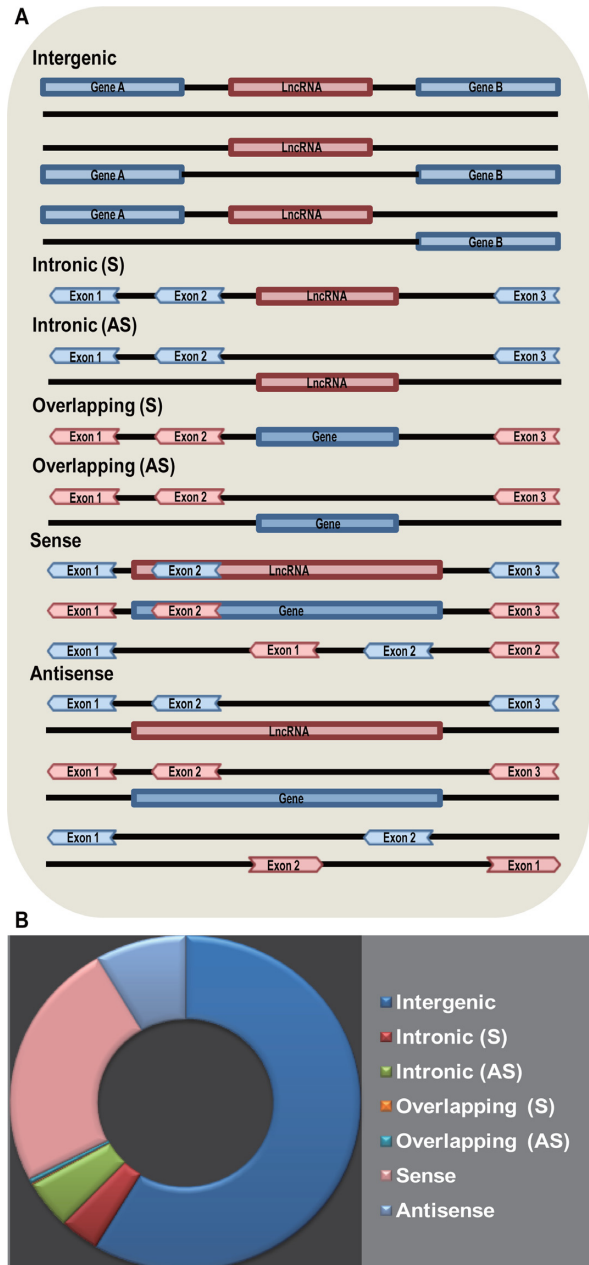 A
Intergenic
Gene A LncRNA Gene B
LncRNA
Gene A Gene B
Gene A LncRNA
Gene B
Intronic (S)
Exon 1 Exon 2 LncRNA Exon 3
Intronic (AS)
Exon 1 Exon 2 Exon 3
LncRNA
Overlapping (S)
Exon 1 Exon 2 Gene Exon 3
Overlapping (AS)
Exon 1 Exon 2 Exon 3
Gene
Sense
Exon 1 Exon 2 LncRNA Exon 3
Exon 1 Exon 2 Gene Exon 3
Exon 1 Exon 1 Exon 2 Exon 2
Antisense
Exon 1 Exon 2 Exon 3
LncRNA
Exon 1 Exon 2 Exon 3
Gene
Exon 1 Exon 2
Exon 2 Exon 1
B
Intergenic
Intronic (S)
Intronic (AS)
Overlapping (S)
Overlapping (AS)
Sense
Antisense